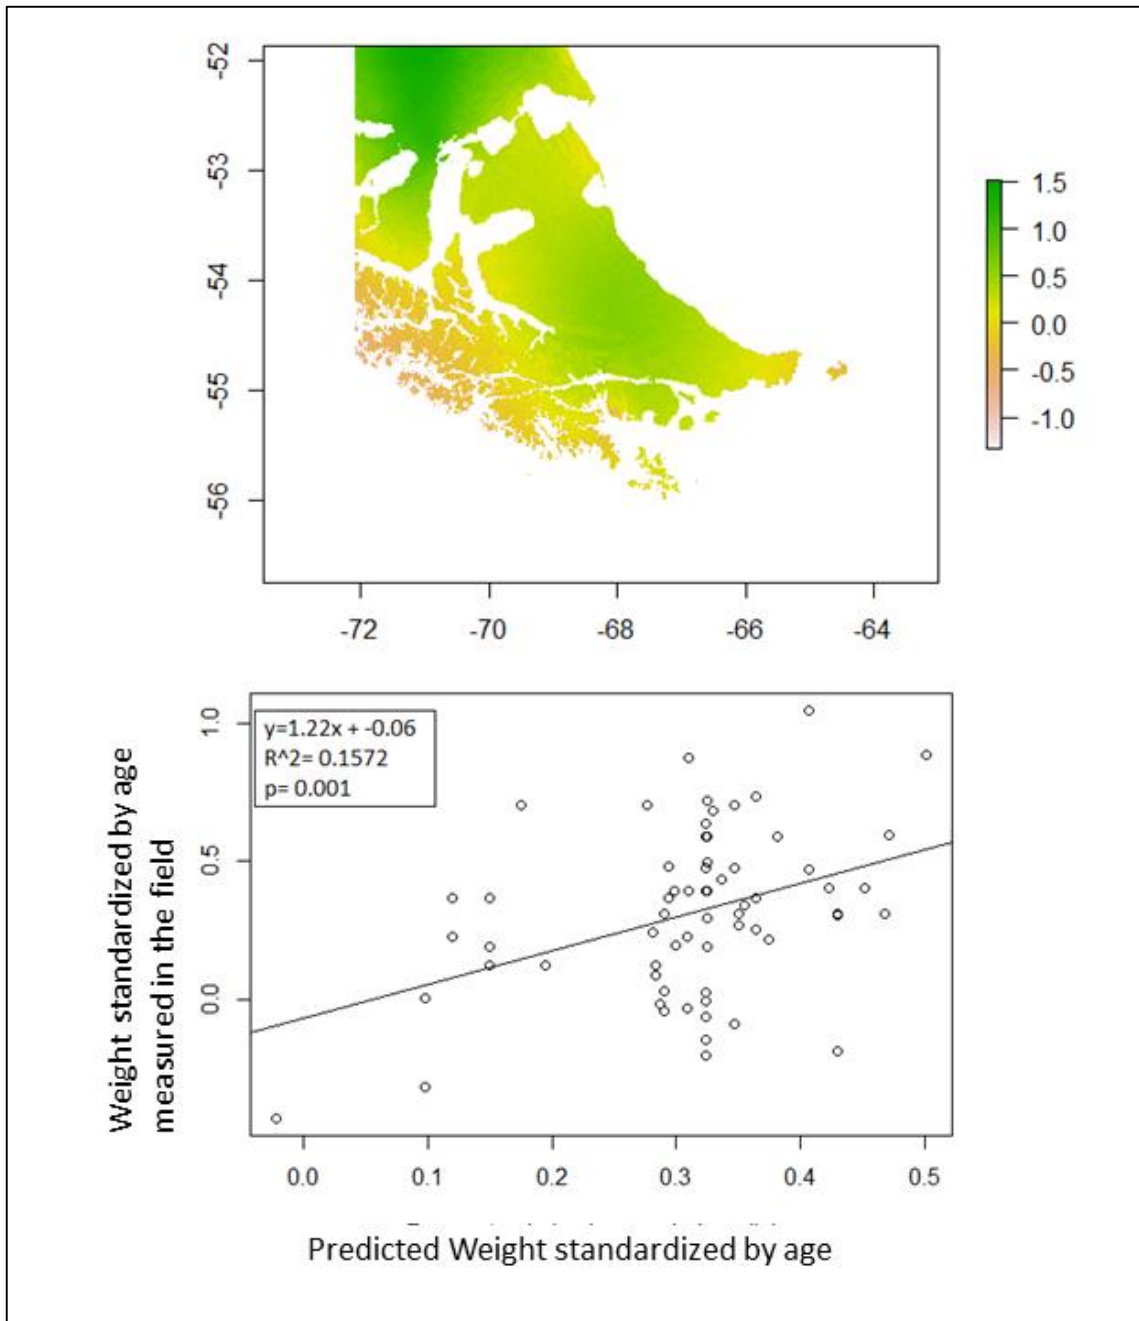 -52
-53
-54
-55
-56
-72 -70 -68 -66 -64
1.5
1.0
0.5
0.0
-0.5
-1.0
y=1.22x + -0.06
R^2= 0.1572
p= 0.001
Weight standardized by age
measured in the field
1.0
0.5
0.0
0.0 0.1 0.2 0.3 0.4 0.5
Predicted Weight standardized by age